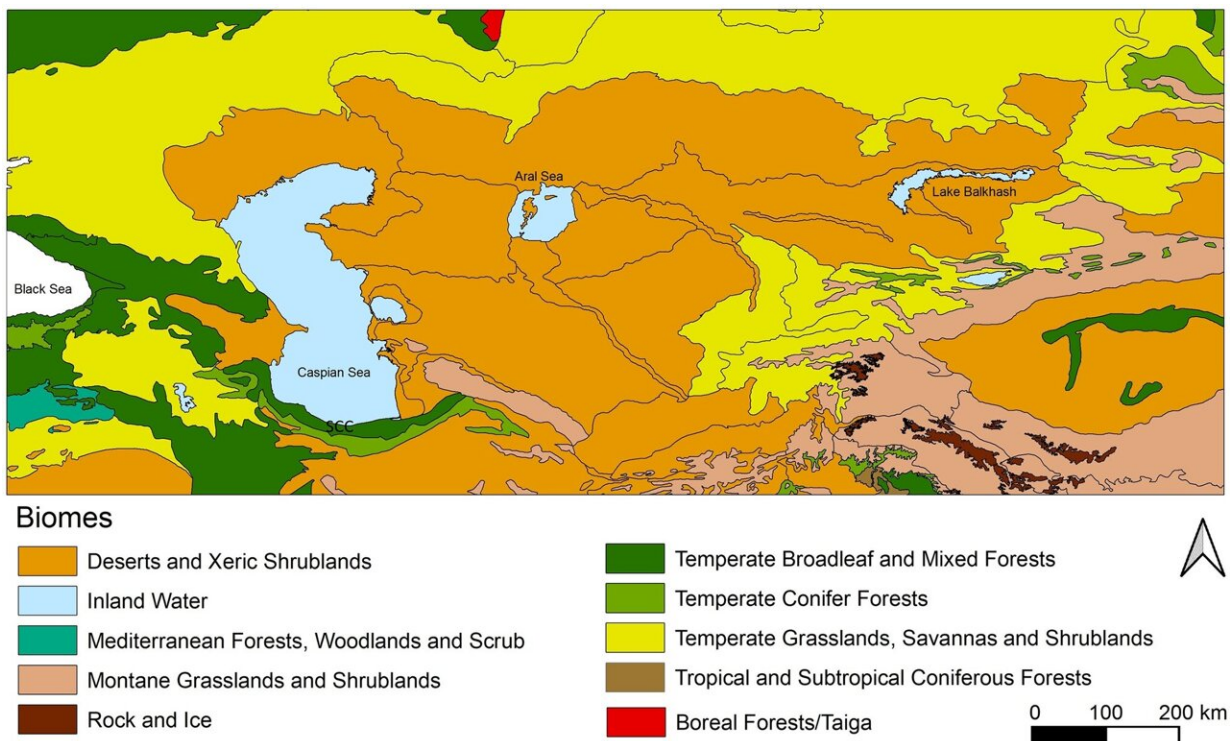 Aral Sea
Lake Balkhash
Black Sea
Caspian Sea
SCC
Biomes
Deserts and Xeric Shrublands
Inland Water
Mediterranean Forests, Woodlands and Scrub
Montane Grasslands and Shrublands
Rock and Ice
Temperate Broadleaf and Mixed Forests
Temperate Conifer Forests
Temperate Grasslands, Savannas and Shrublands
Tropical and Subtropical Coniferous Forests
Boreal Forests/Taiga
0 100 200 km